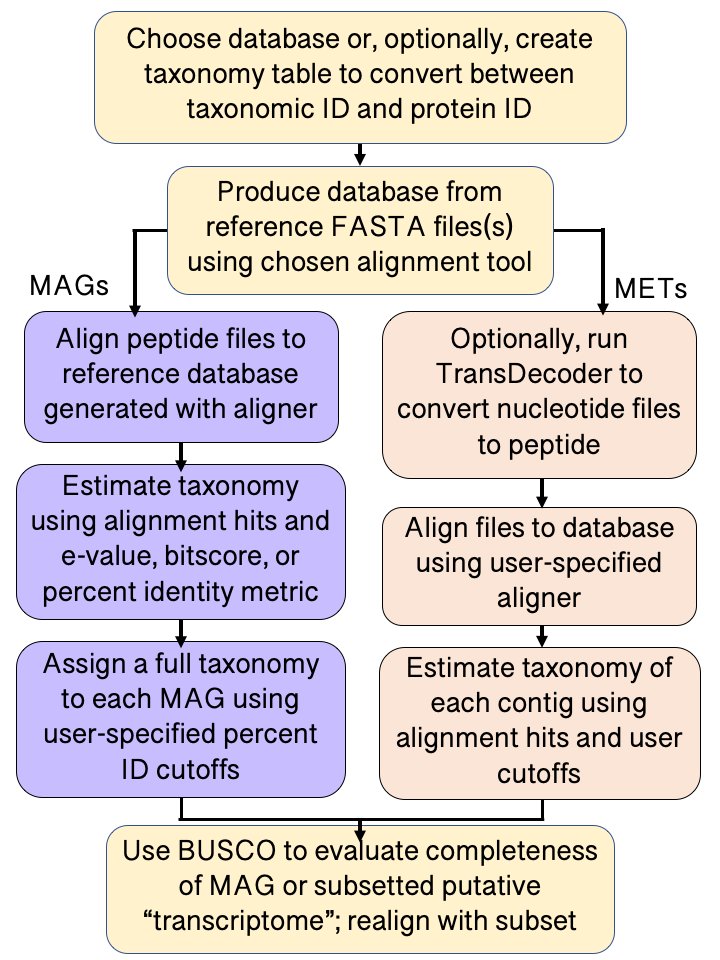 Choose database or, optionally, create
taxonomy table to convert between
taxonomic ID and protein ID
Produce database from
reference FASTA files(s)
using chosen alignment tool
MAGs
METs
Align peptide files to
reference database
generated with aligner
Estimate taxonomy
using alignment hits and
e-value, bitscore, or
percent identity metric
Assign a full taxonomy
to each MAG using
user-specified percent
ID cutoffs
Optionally, run
TransDecoder to
convert nucleotide files
to peptide
Align files to database
using user-specified
aligner
Estimate taxonomy of
each contig using
alignment hits and user
cutoffs
Use BUSCO to evaluate completeness
of MAG or subsetted putative
“transcriptome”; realign with subset